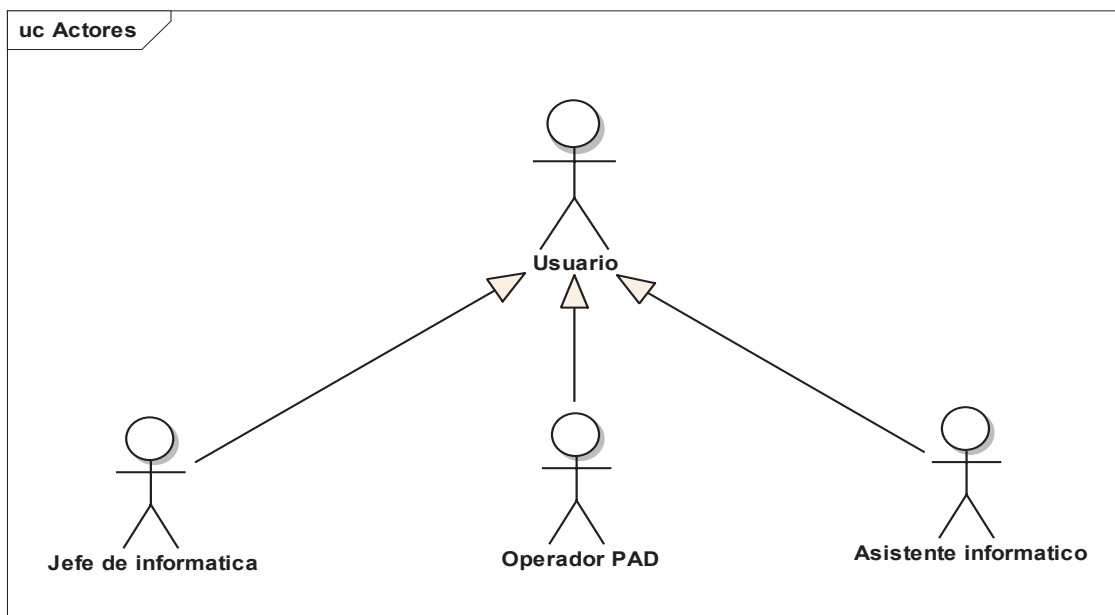 uc Actores
Usuario
Jefe de informatica
Operador PAD
Asistente informatico